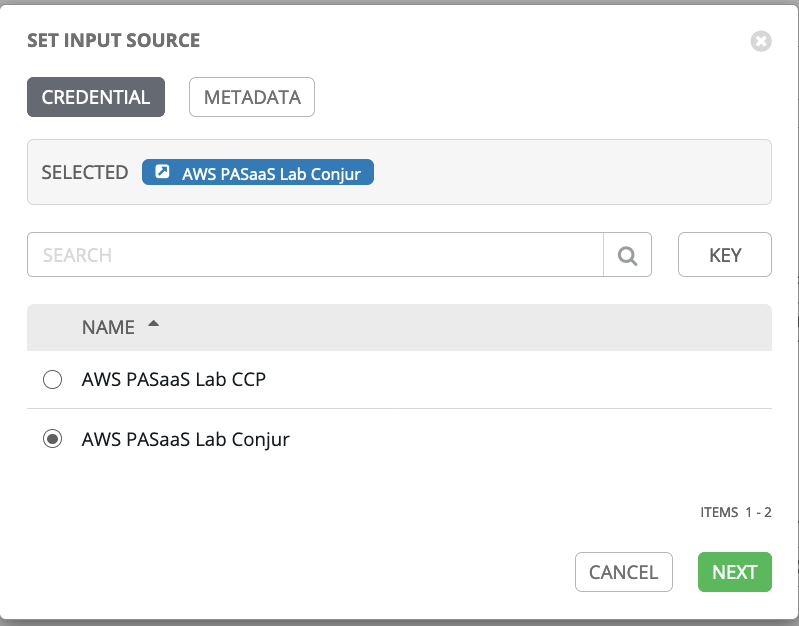 SET INPUT SOURCE
CREDENTIAL METADATA
SELECTED AWS PASaaS Lab Conjur
SEARCH KEY
NAME
AWS PASaaS Lab CCP
AWS PASaaS Lab Conjur
ITEMS 1 - 2
CANCEL NEXT